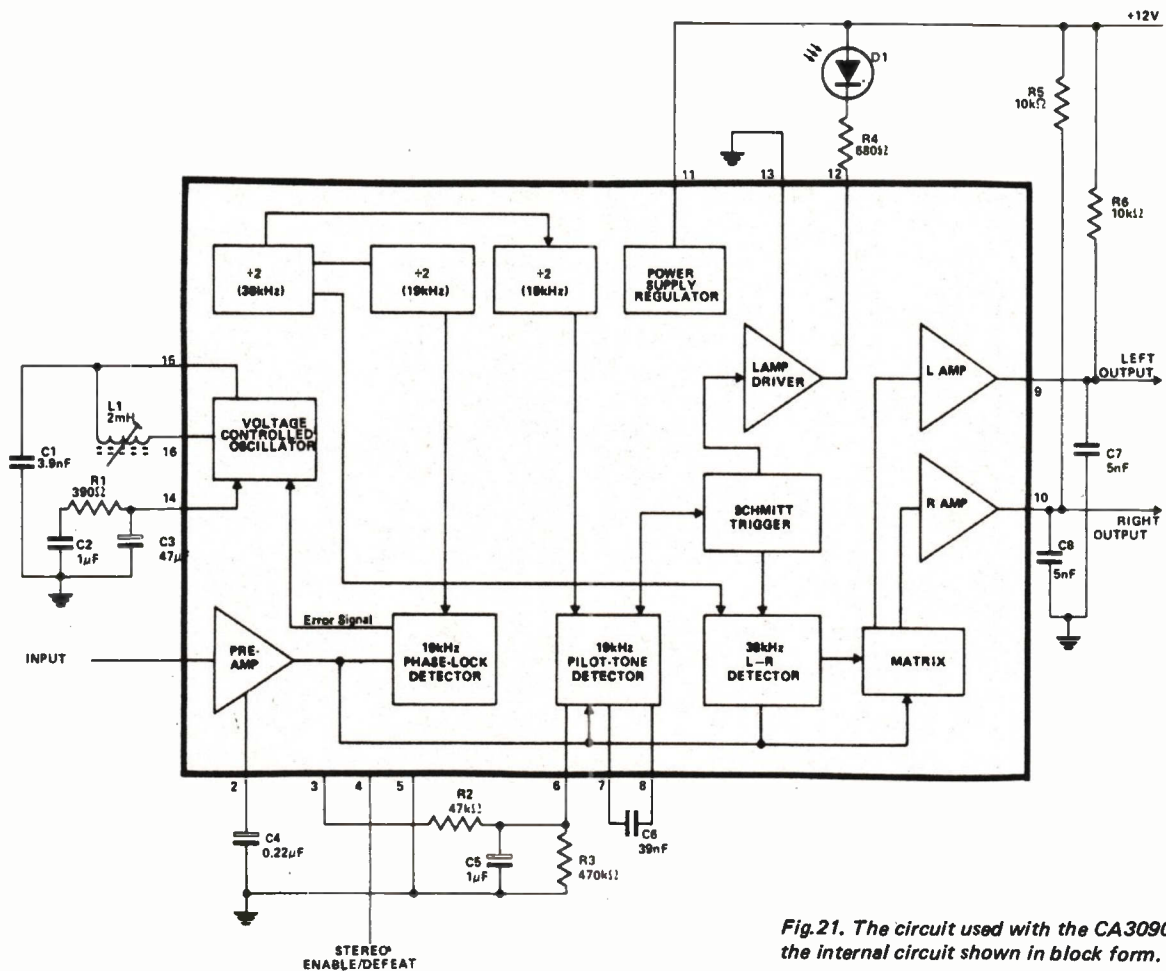 +12V
D1
R5
10kΩ
R4
680Ω
11
13
12
R6
10kΩ
÷2
(38kHz)
÷2
(19kHz)
÷2
(19kHz)
POWER
SUPPLY
REGULATOR
LAMP
DRIVER
L AMP
LEFT
OUTPUT
9
15
L1
2mH
16
VOLTAGE
CONTROLLED
OSCILLATOR
C1
3.9nF
R1
390Ω
14
C2
1µF
C3
47µF
SCHMITT
TRIGGER
R AMP
10
RIGHT
OUTPUT
C7
5nF
C8
5nF
Error Signal
INPUT
PRE-
AMP
19kHz
PHASE-LOCK
DETECTOR
19kHz
PILOT-TONE
DETECTOR
38kHz
L–R
DETECTOR
MATRIX
2
3
4
5
6
7
8
R2
47kΩ
C4
0.22µF
C5
1µF
R3
470kΩ
C6
39nF
STEREO
ENABLE/DEFEAT
Fig.21. The circuit used with the CA3090
the internal circuit shown in block form.